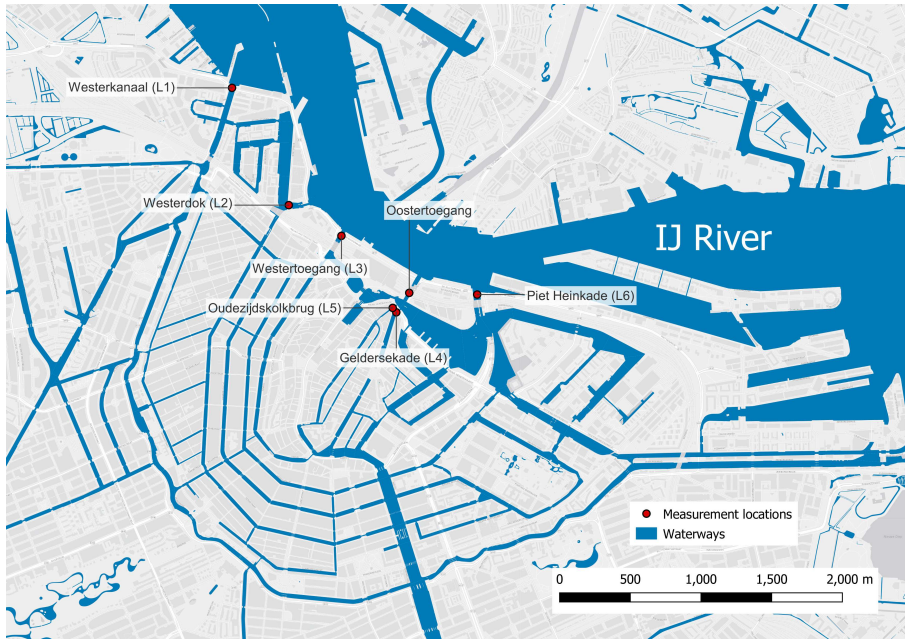 Westerkanaal (L1)
Westerdok (L2)
Oostertoegang
IJ River
Westertoegang (L3)
Piet Heinkade (L6)
Oudezijdskolkbrug (L5)
Geldersekade (L4)
Measurement locations
Waterways
0 500 1,000 1,500 2,000 m